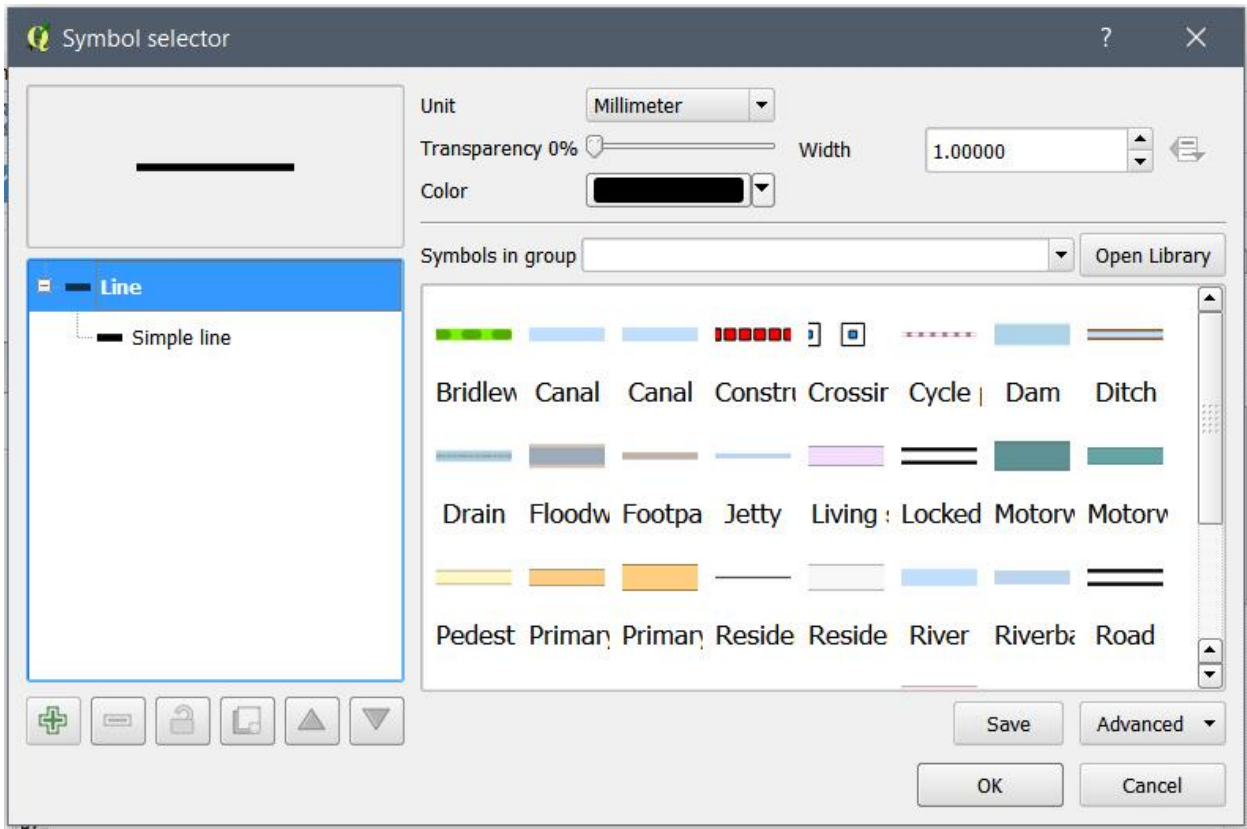 Symbol selector ?
Unit Millimeter
Transparency 0% Width 1.00000
Color
Symbols in group Open Library
Line
Simple line
Bridlew Canal Canal Constru Crossin Cycle p Dam Ditch
Drain Floodw Footpa Jetty Living s Locked Motorw Motorw
Pedest Primary Primary Reside Reside River Riverba Road
Save Advanced
OK Cancel